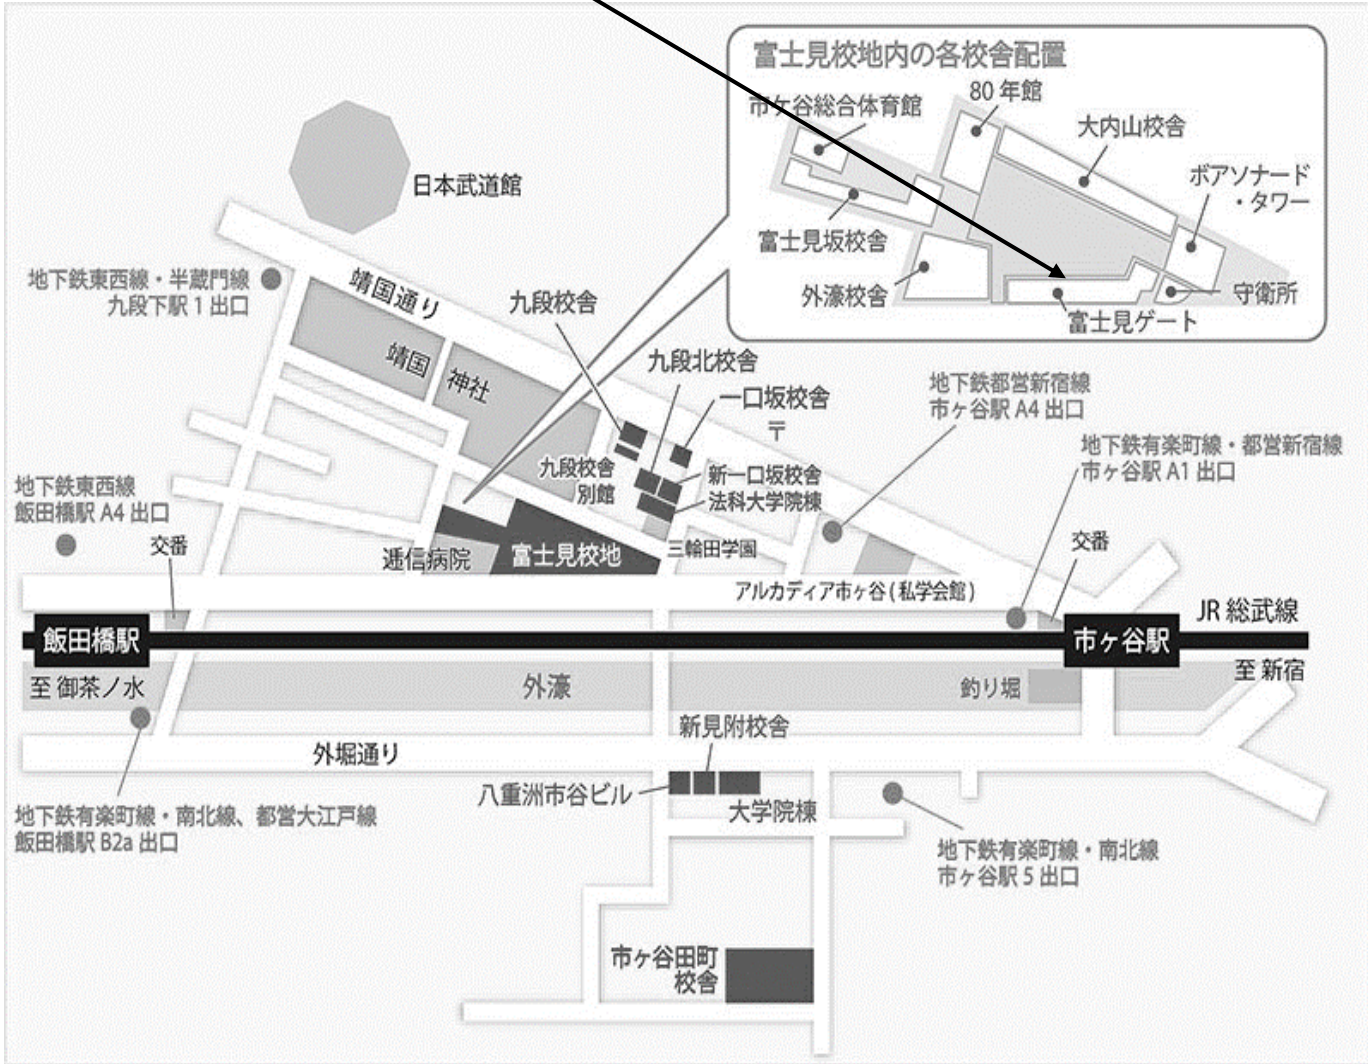 富士見校地内の各校舎配置
市ケ谷総合体育館
80 年館
大内山校舎
ボアソナード
・タワー
富士見坂校舎
外濠校舎
守衛所
富士見ゲート
日本武道館
地下鉄東西線・半蔵門線
九段下駅 1 出口
靖国通り
靖国
神社
九段校舎
九段北校舎
一口坂校舎
〒
地下鉄都営新宿線
市ヶ谷駅 A4 出口
地下鉄有楽町線・都営新宿線
市ヶ谷駅 A1 出口
九段校舎
別館
新一口坂校舎
法科大学院棟
地下鉄東西線
飯田橋駅 A4 出口
交番
逓信病院
富士見校地
三輪田学園
交番
アルカディア市ヶ谷 ( 私学会館 )
JR 総武線
飯田橋駅
市ヶ谷駅
至 御茶ノ水
外濠
釣り堀
至 新宿
新見附校舎
外堀通り
八重洲市谷ビル
大学院棟
地下鉄有楽町線・南北線、都営大江戸線
飯田橋駅 B2a 出口
地下鉄有楽町線・南北線
市ヶ谷駅 5 出口
市ヶ谷田町
校舎